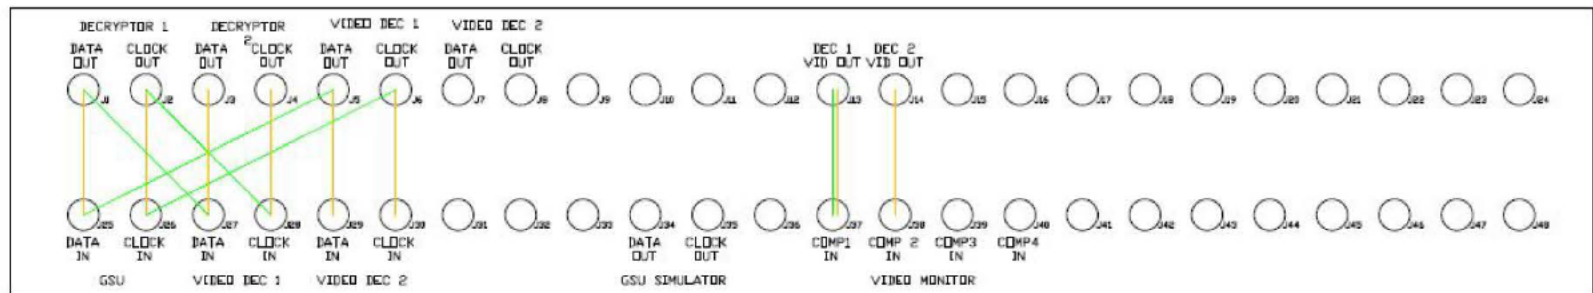 DECRYPTOR 1 DECRYPTOR 2 VIDEO DEC 1 VIDEO DEC 2
DATA OUT CLOCK OUT DATA OUT CLOCK OUT DATA OUT CLOCK OUT DATA OUT CLOCK OUT DEC 1 VID OUT DEC 2 VID OUT
J1 J2 J3 J4 J5 J6 J7 J8 J9 J10 J11 J12 J13 J14 J15 J16 J17 J18 J19 J20 J21 J22 J23 J24
J25 J26 J27 J28 J29 J30 J31 J32 J33 J34 J35 J36 J37 J38 J39 J40 J41 J42 J43 J44 J45 J46 J47 J48
DATA IN CLOCK IN DATA IN CLOCK IN DATA IN CLOCK IN DATA OUT CLOCK OUT COMP1 IN COMP 2 IN COMP3 IN COMP4 IN
GSU VIDEO DEC 1 VIDEO DEC 2 GSU SIMULATOR VIDEO MONITOR